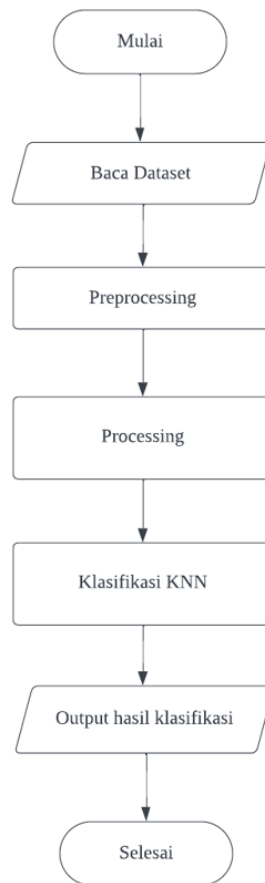 Mulai
Baca Dataset
Preprocessing
Processing
Klasifikasi KNN
Output hasil klasifikasi
Selesai